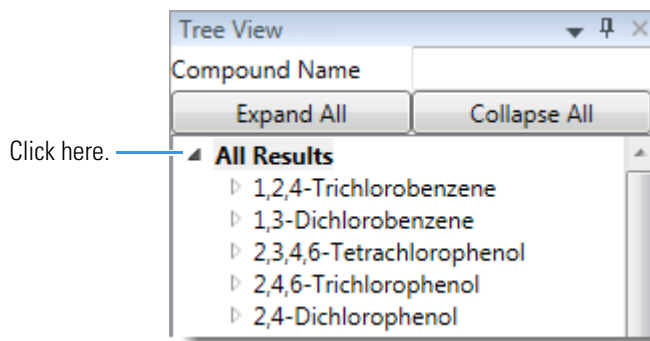 Tree View
Compound Name
Expand All Collapse All
Click here. All Results
1,2,4-Trichlorobenzene
1,3-Dichlorobenzene
2,3,4,6-Tetrachlorophenol
2,4,6-Trichlorophenol
2,4-Dichlorophenol